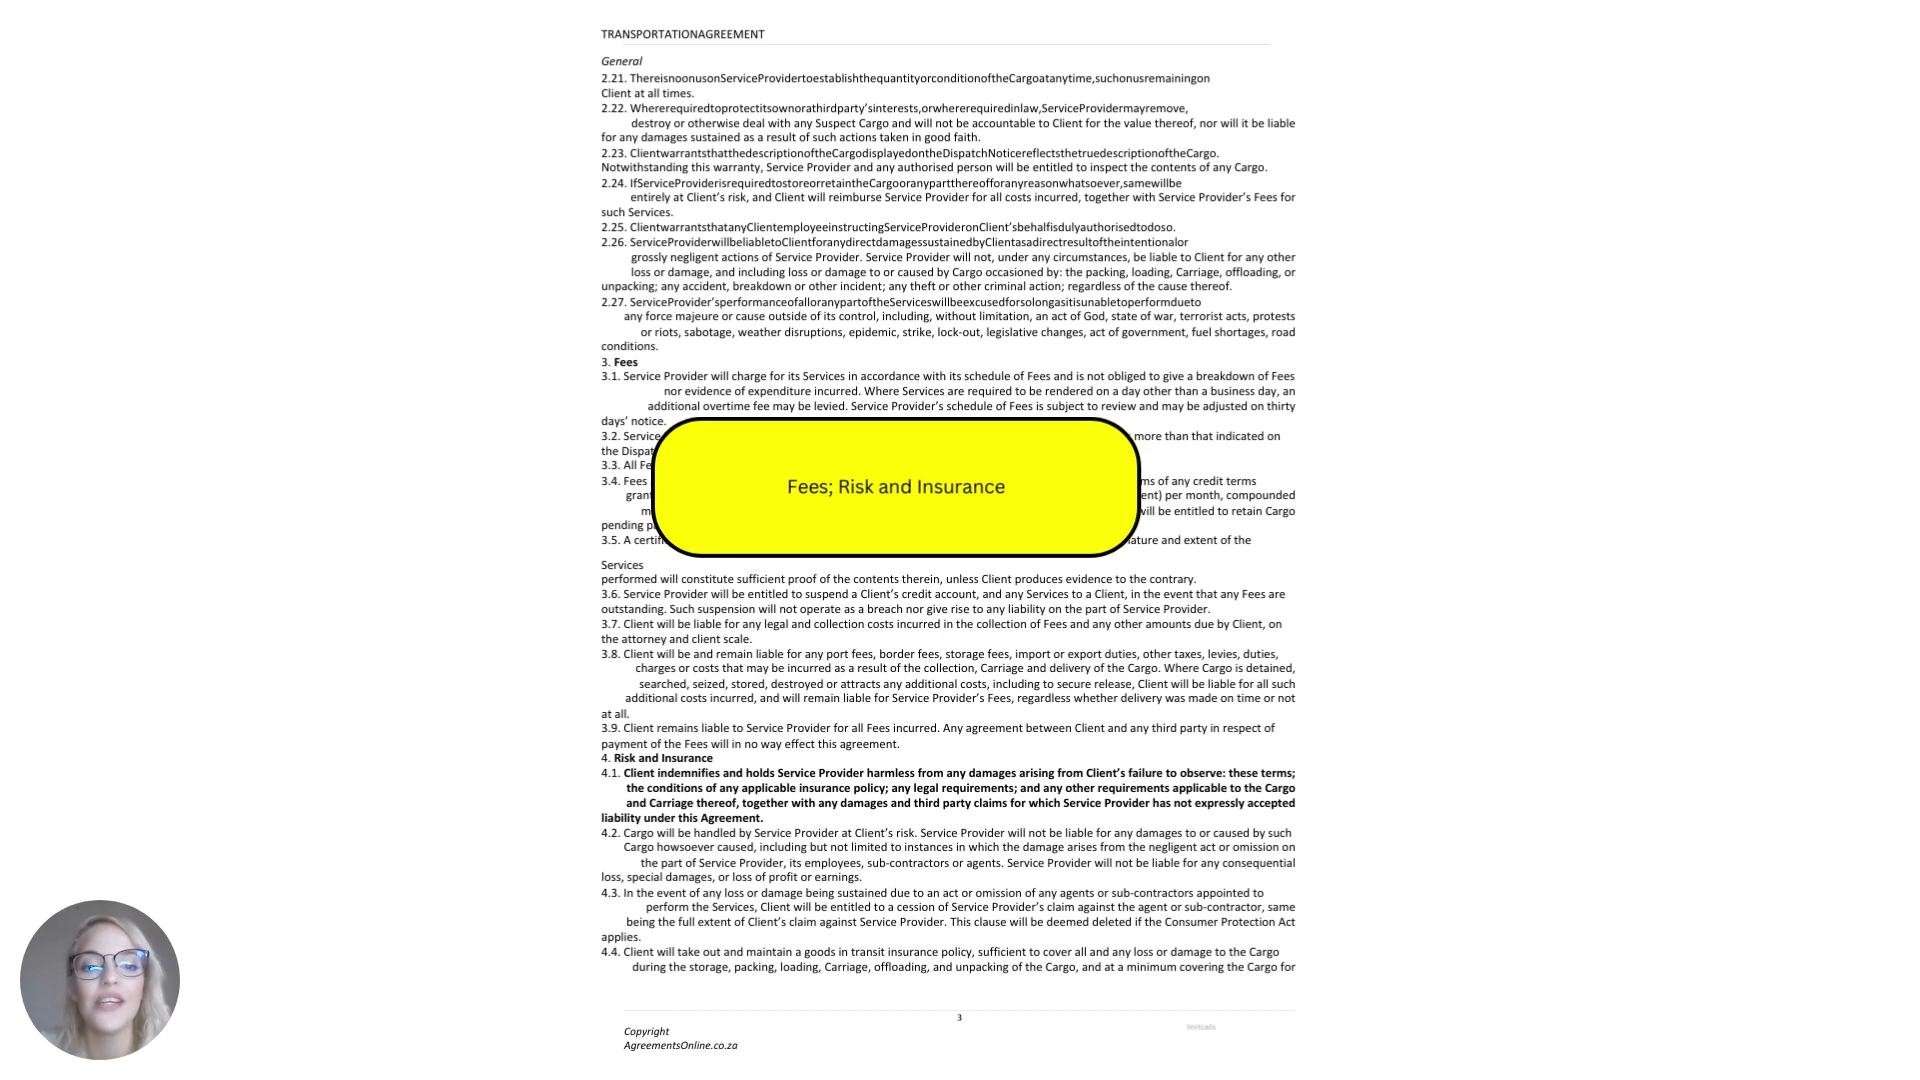 TRANSPORTATIONAGREEMENT
General
2.21. ThereisnoonusonServiceProvidertoestablishthequantityorconditionoftheCargoatanytime,suchonusremainingon
Client at all times.
2.22. Whererequiredtoprotectitsownorathirdparty’sinterests,orwhererequiredinlaw,ServiceProvidermayremove,
destroy or otherwise deal with any Suspect Cargo and will not be accountable to Client for the value thereof, nor will it be liable
for any damages sustained as a result of such actions taken in good faith.
2.23. ClientwarrantsthatthedescriptionoftheCargodisplayedontheDispatchNoticereflectsthetruedescriptionoftheCargo.
Notwithstanding this warranty, Service Provider and any authorised person will be entitled to inspect the contents of any Cargo.
2.24. IfServiceProviderisrequiredtostoreorretaintheCargooranypartthereofforanyreasonwhatsoever,samewillbe
entirely at Client’s risk, and Client will reimburse Service Provider for all costs incurred, together with Service Provider’s Fees for
such Services.
2.25. ClientwarrantsthatanyClientemployeeinstructingServiceProvideronClient’sbehalfisdulyauthorisedtodoso.
2.26. ServiceProviderwillbeliabletoClientforanydirectdamagessustainedbyClientasadirectresultoftheintentionalor
grossly negligent actions of Service Provider. Service Provider will not, under any circumstances, be liable to Client for any other
loss or damage, and including loss or damage to or caused by Cargo occasioned by: the packing, loading, Carriage, offloading, or
unpacking; any accident, breakdown or other incident; any theft or other criminal action; regardless of the cause thereof.
2.27. ServiceProvider’sperformanceofalloranypartoftheServiceswillbeexcusedforsolongasitisunabletoperformdueto
any force majeure or cause outside of its control, including, without limitation, an act of God, state of war, terrorist acts, protests
or riots, sabotage, weather disruptions, epidemic, strike, lock-out, legislative changes, act of government, fuel shortages, road
conditions.
3. Fees
3.1. Service Provider will charge for its Services in accordance with its schedule of Fees and is not obliged to give a breakdown of Fees
nor evidence of expenditure incurred. Where Services are required to be rendered on a day other than a business day, an
additional overtime fee may be levied. Service Provider’s schedule of Fees is subject to review and may be adjusted on thirty
days’ notice.
3.2. Service more than that indicated on
the
3.3. All
3.4. Fees of any credit terms
per month, compounded
will be entitled to retain Cargo
pending
Fees; Risk and Insurance
3.5. A and extent of the
Services
performed will constitute sufficient proof of the contents therein, unless Client produces evidence to the contrary.
3.6. Service Provider will be entitled to suspend a Client’s credit account, and any Services to a Client, in the event that any Fees are
outstanding. Such suspension will not operate as a breach nor give rise to any liability on the part of Service Provider.
3.7. Client will be liable for any legal and collection costs incurred in the collection of Fees and any other amounts due by Client, on
the attorney and client scale.
3.8. Client will be and remain liable for any port fees, border fees, storage fees, import or export duties, other taxes, levies, duties,
charges or costs that may be incurred as a result of the collection, Carriage and delivery of the Cargo. Where Cargo is detained,
searched, seized, stored, destroyed or attracts any additional costs, including to secure release, Client will be liable for all such
additional costs incurred, and will remain liable for Service Provider’s Fees, regardless whether delivery was made on time or not
at all.
3.9. Client remains liable to Service Provider for all Fees incurred. Any agreement between Client and any third party in respect of
payment of the Fees will in no way effect this agreement.
4. Risk and Insurance
4.1. Client indemnifies and holds Service Provider harmless from any damages arising from Client’s failure to observe: these terms;
the conditions of any applicable insurance policy; any legal requirements; and any other requirements applicable to the Cargo
and Carriage thereof, together with any damages and third party claims for which Service Provider has not expressly accepted
liability under this Agreement.
4.2. Cargo will be handled by Service Provider at Client’s risk. Service Provider will not be liable for any damages to or caused by such
Cargo howsoever caused, including but not limited to instances in which the damage arises from the negligent act or omission on
the part of Service Provider, its employees, sub-contractors or agents. Service Provider will not be liable for any consequential
loss, special damages, or loss of profit or earnings.
4.3. In the event of any loss or damage being sustained due to an act or omission of any agents or sub-contractors appointed to
perform the Services, Client will be entitled to a cession of Service Provider’s claim against the agent or sub-contractor, same
being the full extent of Client’s claim against Service Provider. This clause will be deemed deleted if the Consumer Protection Act
applies.
4.4. Client will take out and maintain a goods in transit insurance policy, sufficient to cover all and any loss or damage to the Cargo
during the storage, packing, loading, Carriage, offloading, and unpacking of the Cargo, and at a minimum covering the Cargo for
3
Initials
Copyright
AgreementsOnline.co.za